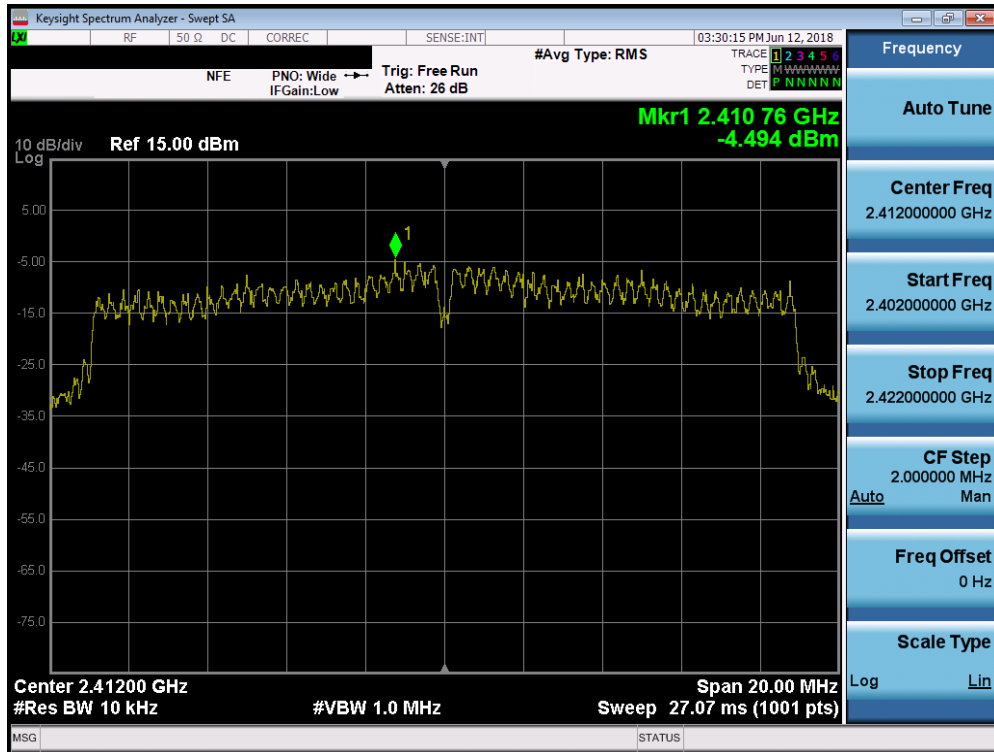 Keysight Spectrum Analyzer - Swept SA
LXI RF 50 Ω DC CORREC SENSE:INT 03:30:15 PM Jun 12, 2018
#Avg Type: RMS
TRACE 1 2 3 4 5 6
TYPE M W W W W W
DET P N N N N N
NFE
PNO: Wide
IFGain:Low
Trig: Free Run
Atten: 26 dB
Mkr1 2.410 76 GHz
-4.494 dBm
10 dB/div
Log
Ref 15.00 dBm
1
5.00
-5.00
-15.0
-25.0
-35.0
-45.0
-55.0
-65.0
-75.0
Center 2.41200 GHz
#Res BW 10 kHz
#VBW 1.0 MHz
Span 20.00 MHz
Sweep 27.07 ms (1001 pts)
MSG
STATUS
Frequency
Auto Tune
Center Freq
2.412000000 GHz
Start Freq
2.402000000 GHz
Stop Freq
2.422000000 GHz
CF Step
2.000000 MHz
Auto Man
Freq Offset
0 Hz
Scale Type
Log Lin